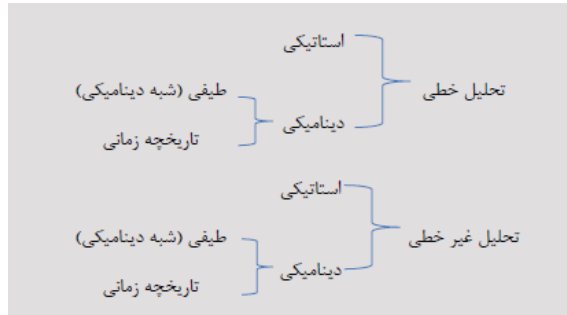 استاتیکی
طیفی (شبه دینامیکی)
تحلیل خطی
دینامیکی
تاریخچه زمانی
استاتیکی
طیفی (شبه دینامیکی)
تحلیل غیر خطی
دینامیکی
تاریخچه زمانی